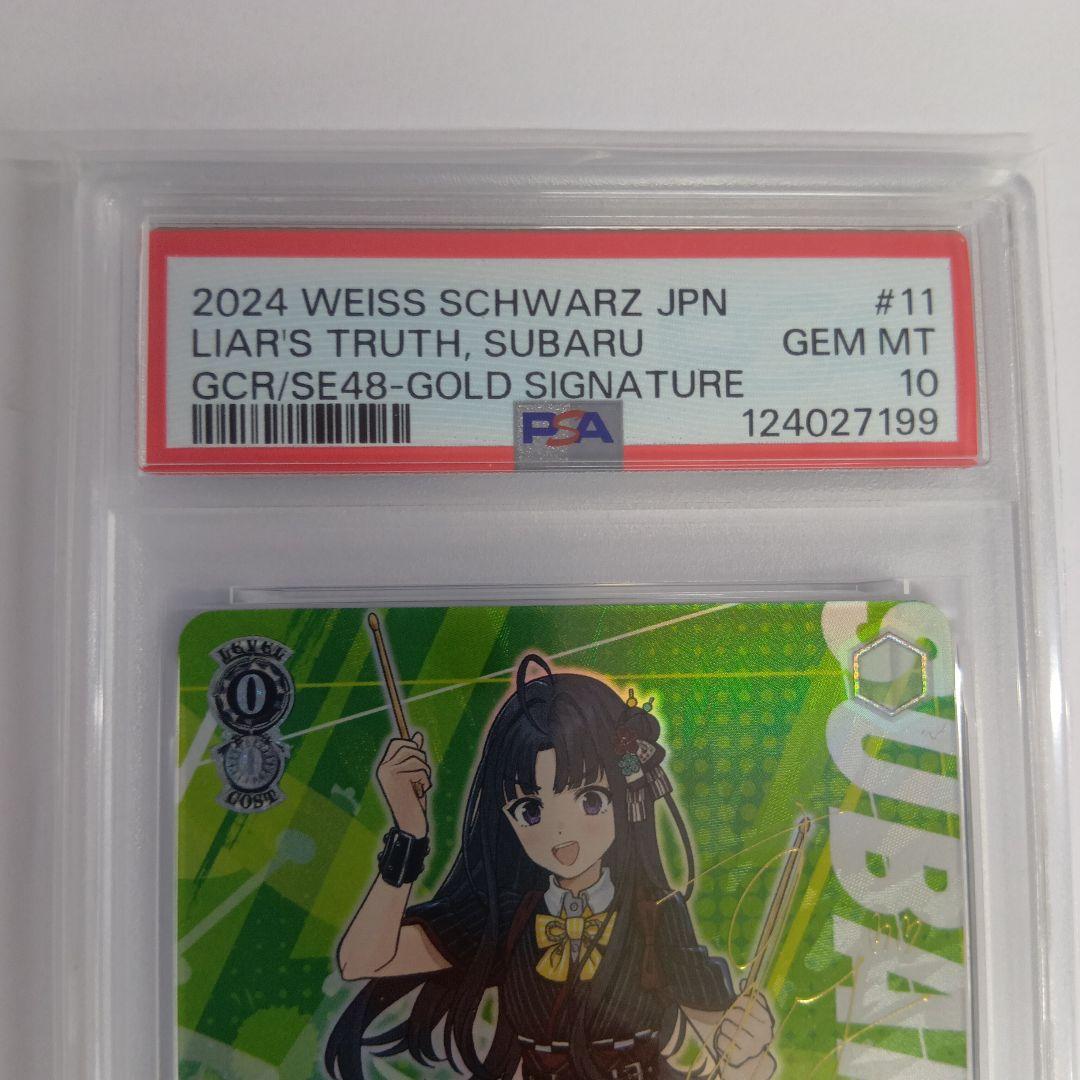 2024 WEISS SCHWARZ JPN #11
LIAR'S TRUTH, SUBARU GEM MT
GCR/SE48-GOLD SIGNATURE 10
PSA 124027199
LEVEL
0
COST